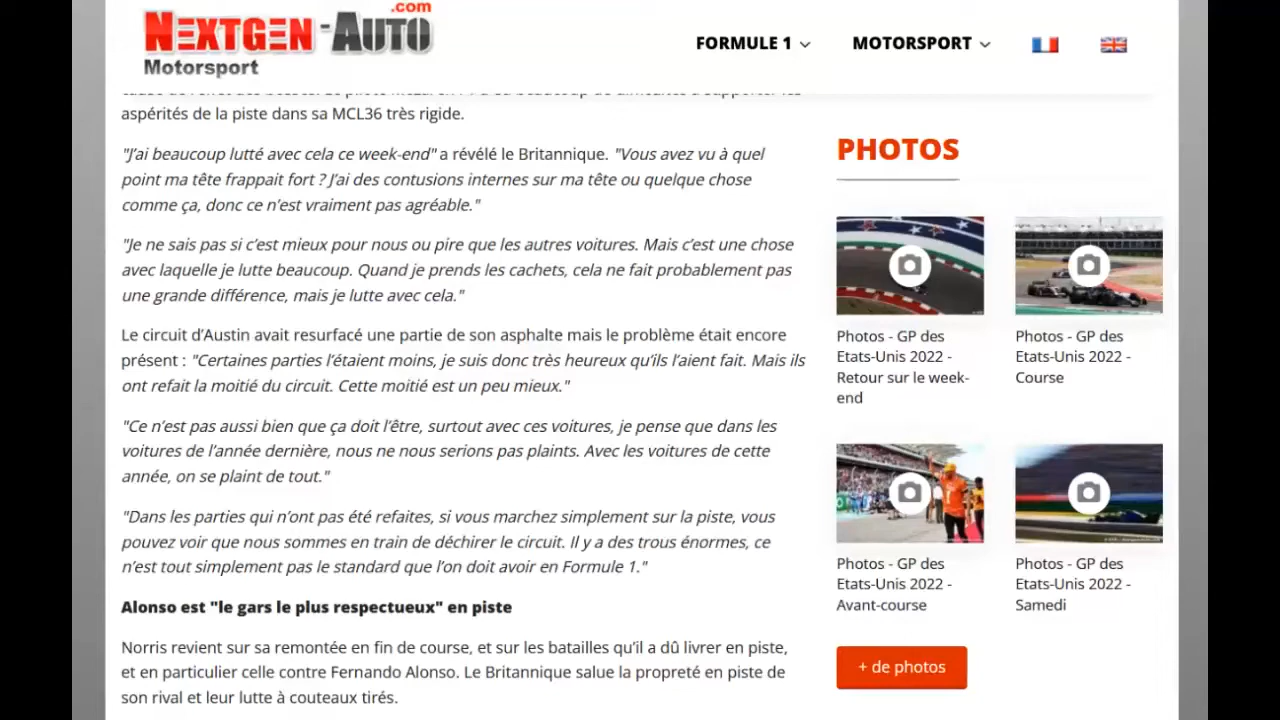 .com
NEXTGEN-AUTO
Motorsport
FORMULE 1
MOTORSPORT
aspérités de la piste dans sa MCL36 très rigide.
"J'ai beaucoup lutté avec cela ce week-end" a révélé le Britannique. "Vous avez vu à quel
point ma tête frappait fort ? J'ai des contusions internes sur ma tête ou quelque chose
comme ça, donc ce n'est vraiment pas agréable."
"Je ne sais pas si c'est mieux pour nous ou pire que les autres voitures. Mais c'est une chose
avec laquelle je lutte beaucoup. Quand je prends les cachets, cela ne fait probablement pas
une grande différence, mais je lutte avec cela."
Le circuit d'Austin avait resurfacé une partie de son asphalte mais le problème était encore
présent : "Certaines parties l'étaient moins, je suis donc très heureux qu'ils l'aient fait. Mais ils
ont refait la moitié du circuit. Cette moitié est un peu mieux."
"Ce n'est pas aussi bien que ça doit l'être, surtout avec ces voitures, je pense que dans les
voitures de l'année dernière, nous ne nous serions pas plaints. Avec les voitures de cette
année, on se plaint de tout."
"Dans les parties qui n'ont pas été refaites, si vous marchez simplement sur la piste, vous
pouvez voir que nous sommes en train de déchirer le circuit. Il y a des trous énormes, ce
n'est tout simplement pas le standard que l'on doit avoir en Formule 1."
Alonso est "le gars le plus respectueux" en piste
Norris revient sur sa remontée en fin de course, et sur les batailles qu'il a dû livrer en piste,
et en particulier celle contre Fernando Alonso. Le Britannique salue la propreté en piste de
son rival et leur lutte à couteaux tirés.
PHOTOS
Photos - GP des
Etats-Unis 2022 -
Retour sur le week-
end
Photos - GP des
Etats-Unis 2022 -
Course
Photos - GP des
Etats-Unis 2022 -
Avant-course
Photos - GP des
Etats-Unis 2022 -
Samedi
+ de photos